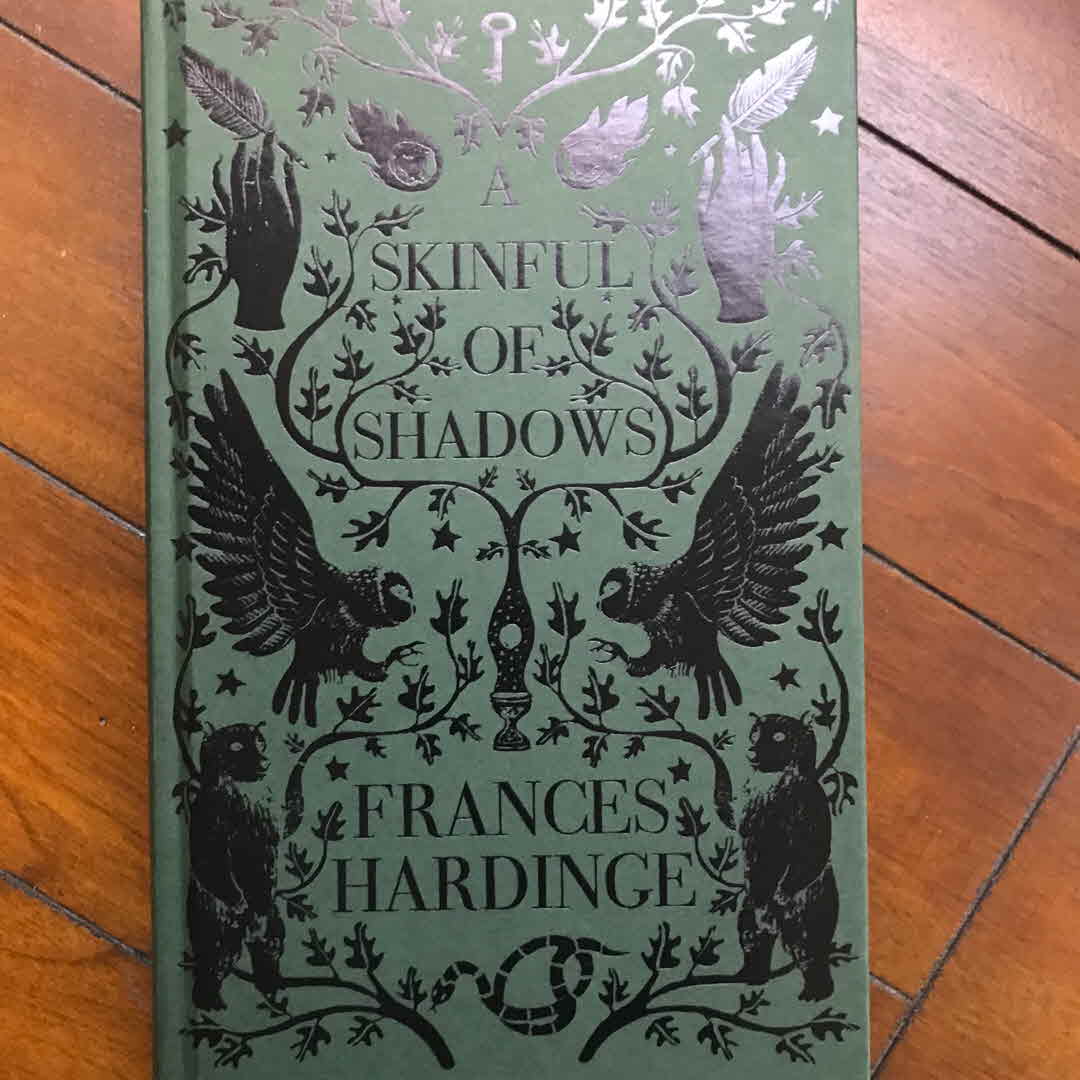 A
SKINFUL
OF
SHADOWS
FRANCES
HARDINGE